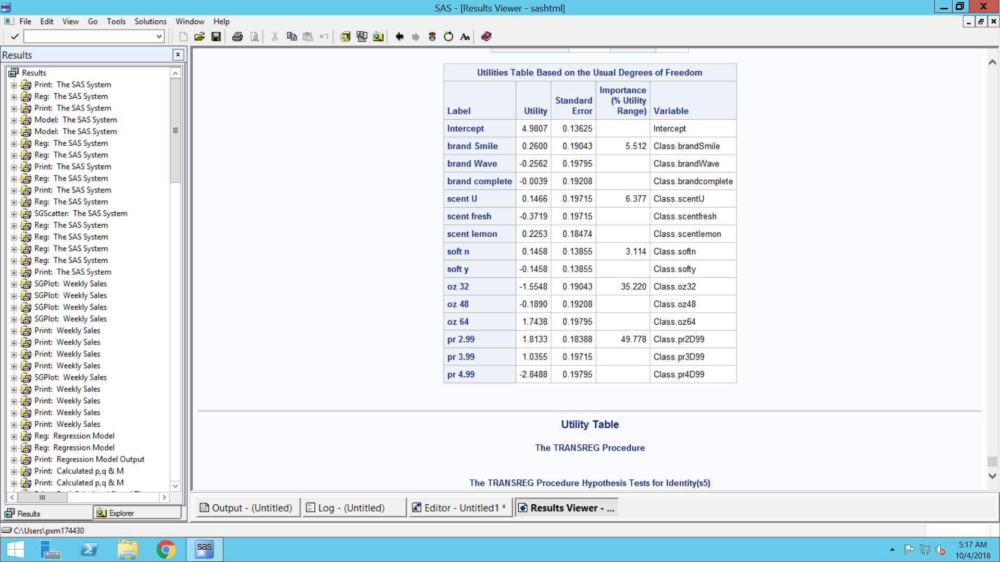 SAS - [Results Viewer - sashtml]
File Edit View Go Tools Solutions Window Help
Results
Results
Print: The SAS System
Reg: The SAS System
Print: The SAS System
Model: The SAS System
Model: The SAS System
Reg: The SAS System
Reg: The SAS System
Print: The SAS System
Reg: The SAS System
Print: The SAS System
Reg: The SAS System
SGScatter: The SAS System
Reg: The SAS System
Reg: The SAS System
Reg: The SAS System
Reg: The SAS System
Print: The SAS System
SGPlot: Weekly Sales
SGPlot: Weekly Sales
SGPlot: Weekly Sales
SGPlot: Weekly Sales
Print: Weekly Sales
Print: Weekly Sales
Print: Weekly Sales
Print: Weekly Sales
SGPlot: Weekly Sales
Print: Weekly Sales
Print: Weekly Sales
Print: Weekly Sales
Print: Weekly Sales
Reg: Regression Model
Reg: Regression Model
Print: Regression Model Output
Print: Calculated p,q & M
Print: Calculated p,q & M
Results Explorer
Utilities Table Based on the Usual Degrees of Freedom
Label Utility Standard Error Importance (% Utility Range) Variable
Intercept 4.9807 0.13625 Intercept
brand Smile 0.2600 0.19043 5.512 Class.brandSmile
brand Wave -0.2562 0.19795 Class.brandWave
brand complete -0.0039 0.19208 Class.brandcomplete
scent U 0.1466 0.19715 6.377 Class.scentU
scent fresh -0.3719 0.19715 Class.scentfresh
scent lemon 0.2253 0.18474 Class.scentlemon
soft n 0.1458 0.13855 3.114 Class.softn
soft y -0.1458 0.13855 Class.softy
oz 32 -1.5548 0.19043 35.220 Class.oz32
oz 48 -0.1890 0.19208 Class.oz48
oz 64 1.7438 0.19795 Class.oz64
pr 2.99 1.8133 0.18388 49.778 Class.pr2D99
pr 3.99 1.0355 0.19715 Class.pr3D99
pr 4.99 -2.8488 0.19795 Class.pr4D99
Utility Table
The TRANSREG Procedure
The TRANSREG Procedure Hypothesis Tests for Identity(s5)
Output - (Untitled) Log - (Untitled) Editor - Untitled1 * Results Viewer - ...
C:\Users\pxm174430
sas
5:17 AM
10/4/2018